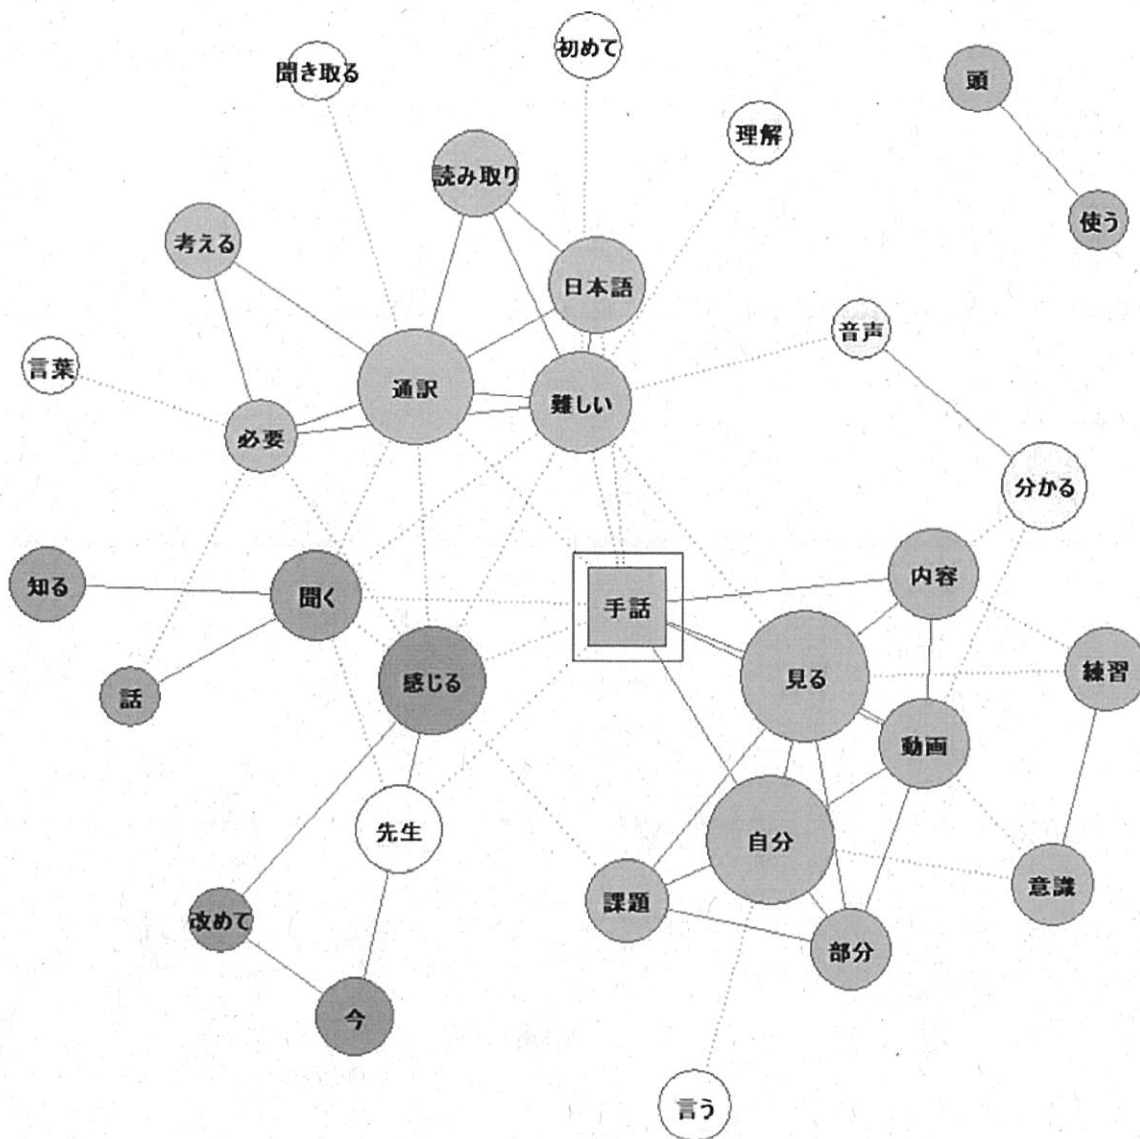 初めて
聞き取る
頭
理解
読み取り
使う
考える
日本語
音声
言葉
通訳
難しい
必要
分かる
内容
知る
聞く
手話
練習
感じる
見る
話
動画
先生
自分
意識
課題
改めて
部分
今
言う